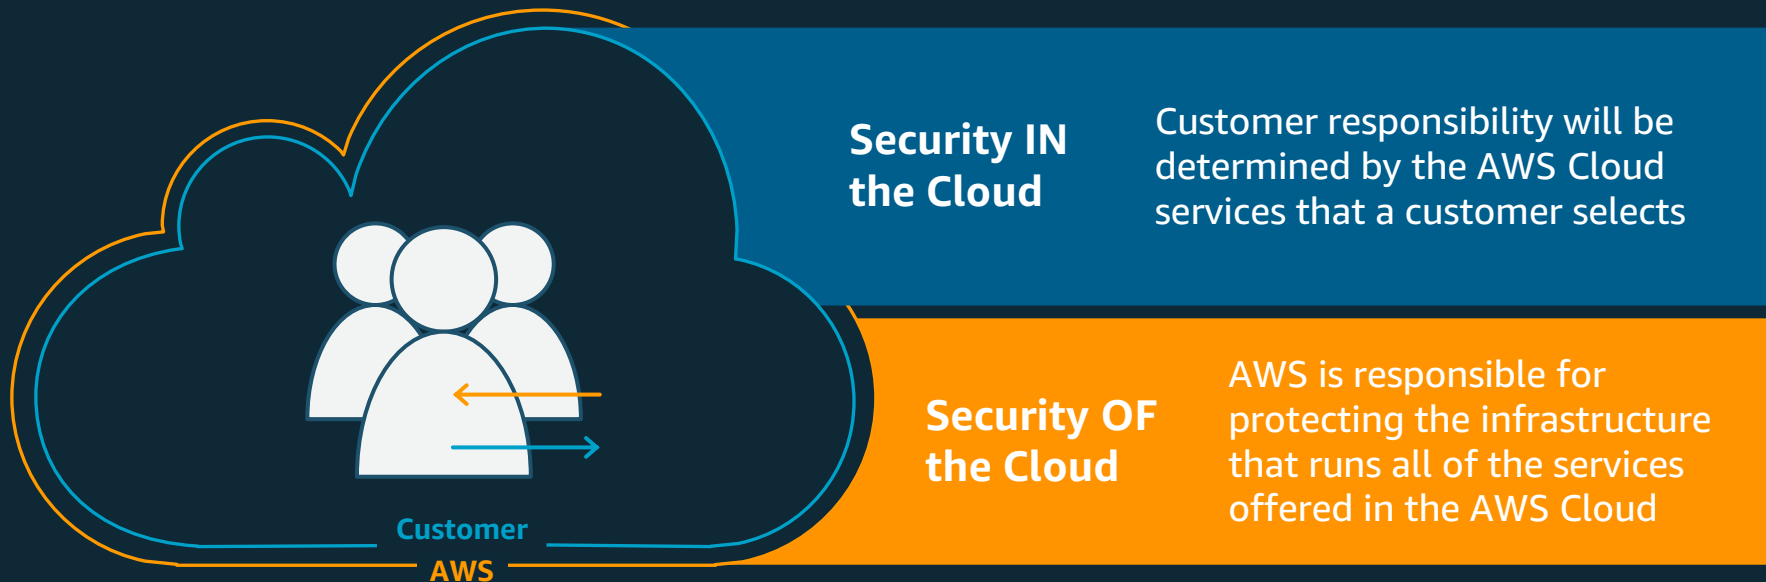 Security IN
the Cloud
Customer responsibility will be
determined by the AWS Cloud
services that a customer selects
Security OF
the Cloud
AWS is responsible for
protecting the infrastructure
that runs all of the services
offered in the AWS Cloud
Customer
AWS